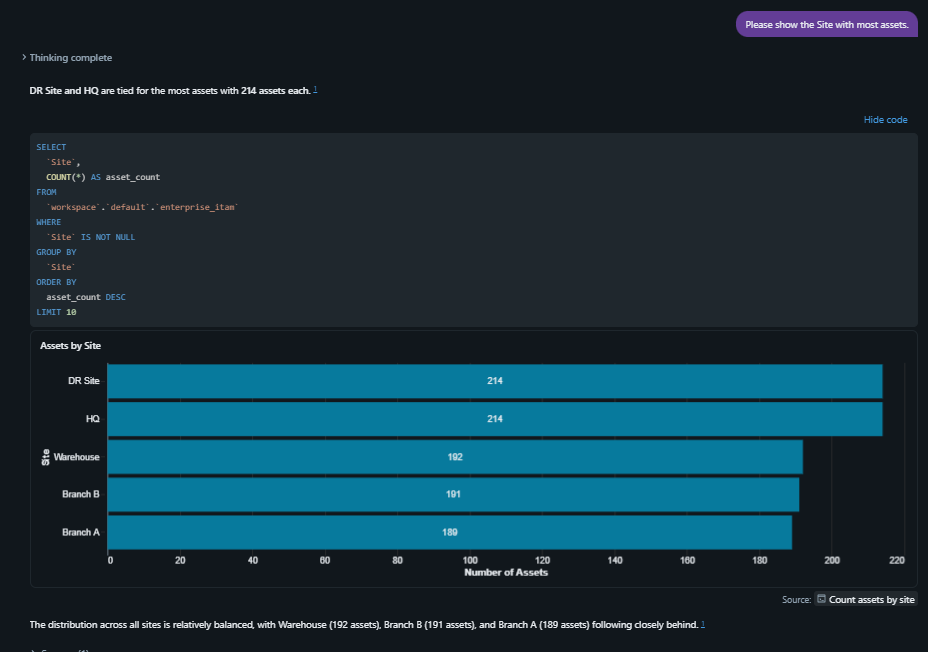 Please show the Site with most assets.
Thinking complete
DR Site and HQ are tied for the most assets with 214 assets each. 1
Hide code
SELECT
`Site`,
COUNT(*) AS asset_count
FROM
`workspace`.`default`.`enterprise_itam`
WHERE
`Site` IS NOT NULL
GROUP BY
`Site`
ORDER BY
asset_count DESC
LIMIT 10
Assets by Site
Site
DR Site 214
HQ 214
Warehouse 192
Branch B 191
Branch A 189
0 20 40 60 80 100 120 140 160 180 200 220
Number of Assets
Source: Count assets by site
The distribution across all sites is relatively balanced, with Warehouse (192 assets), Branch B (191 assets), and Branch A (189 assets) following closely behind. 1